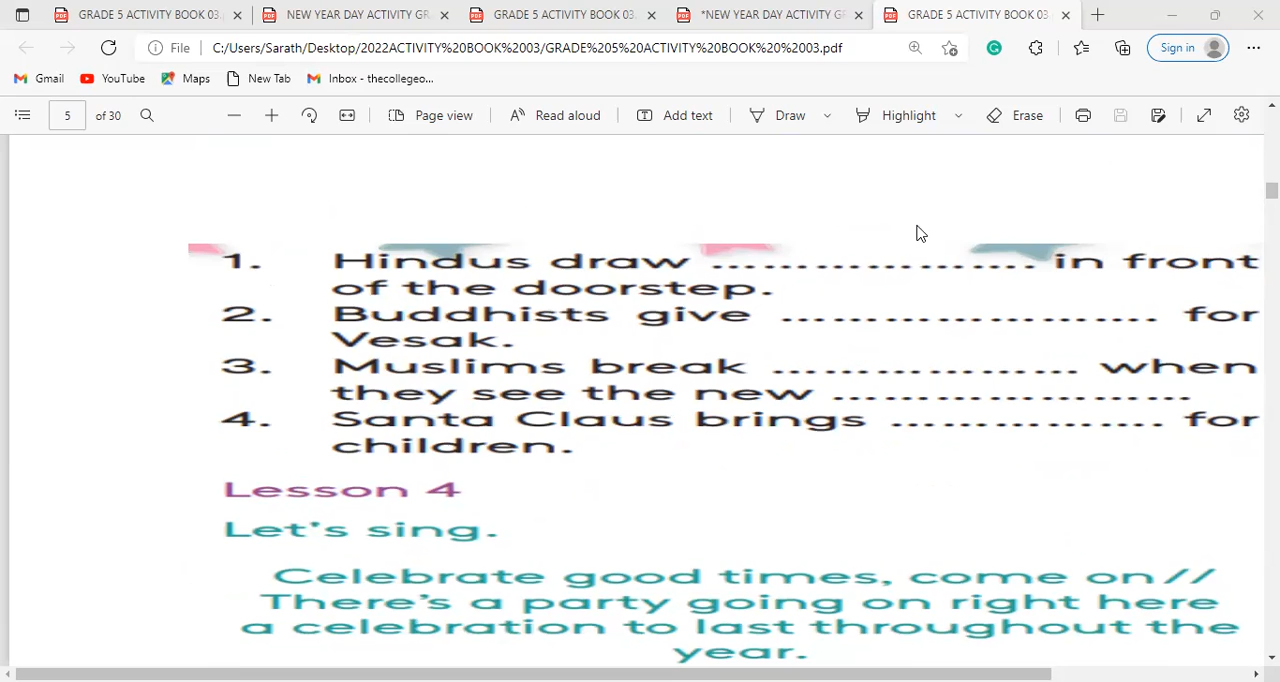 GRADE 5 ACTIVITY BOOK 03. NEW YEAR DAY ACTIVITY GR GRADE 5 ACTIVITY BOOK 03. *NEW YEAR DAY ACTIVITY GR GRADE 5 ACTIVITY BOOK 03.
File C:/Users/Sarath/Desktop/2022ACTIVITY%20BOOK%2003/GRADE%205%20ACTIVITY%20BOOK%20%2003.pdf Sign in
Gmail YouTube Maps New Tab Inbox - thecollegeo...
5 of 30 Page view Read aloud Add text Draw Highlight Erase
1. Hindus draw ..................... in front
of the doorstep.
2. Buddhists give ........................ for
Vesak.
3. Muslims break .................... when
they see the new .......................
4. Santa Claus brings ................. for
children.
Lesson 4
Let's sing.
Celebrate good times, come on//
There's a party going on right here
a celebration to last throughout the
year.